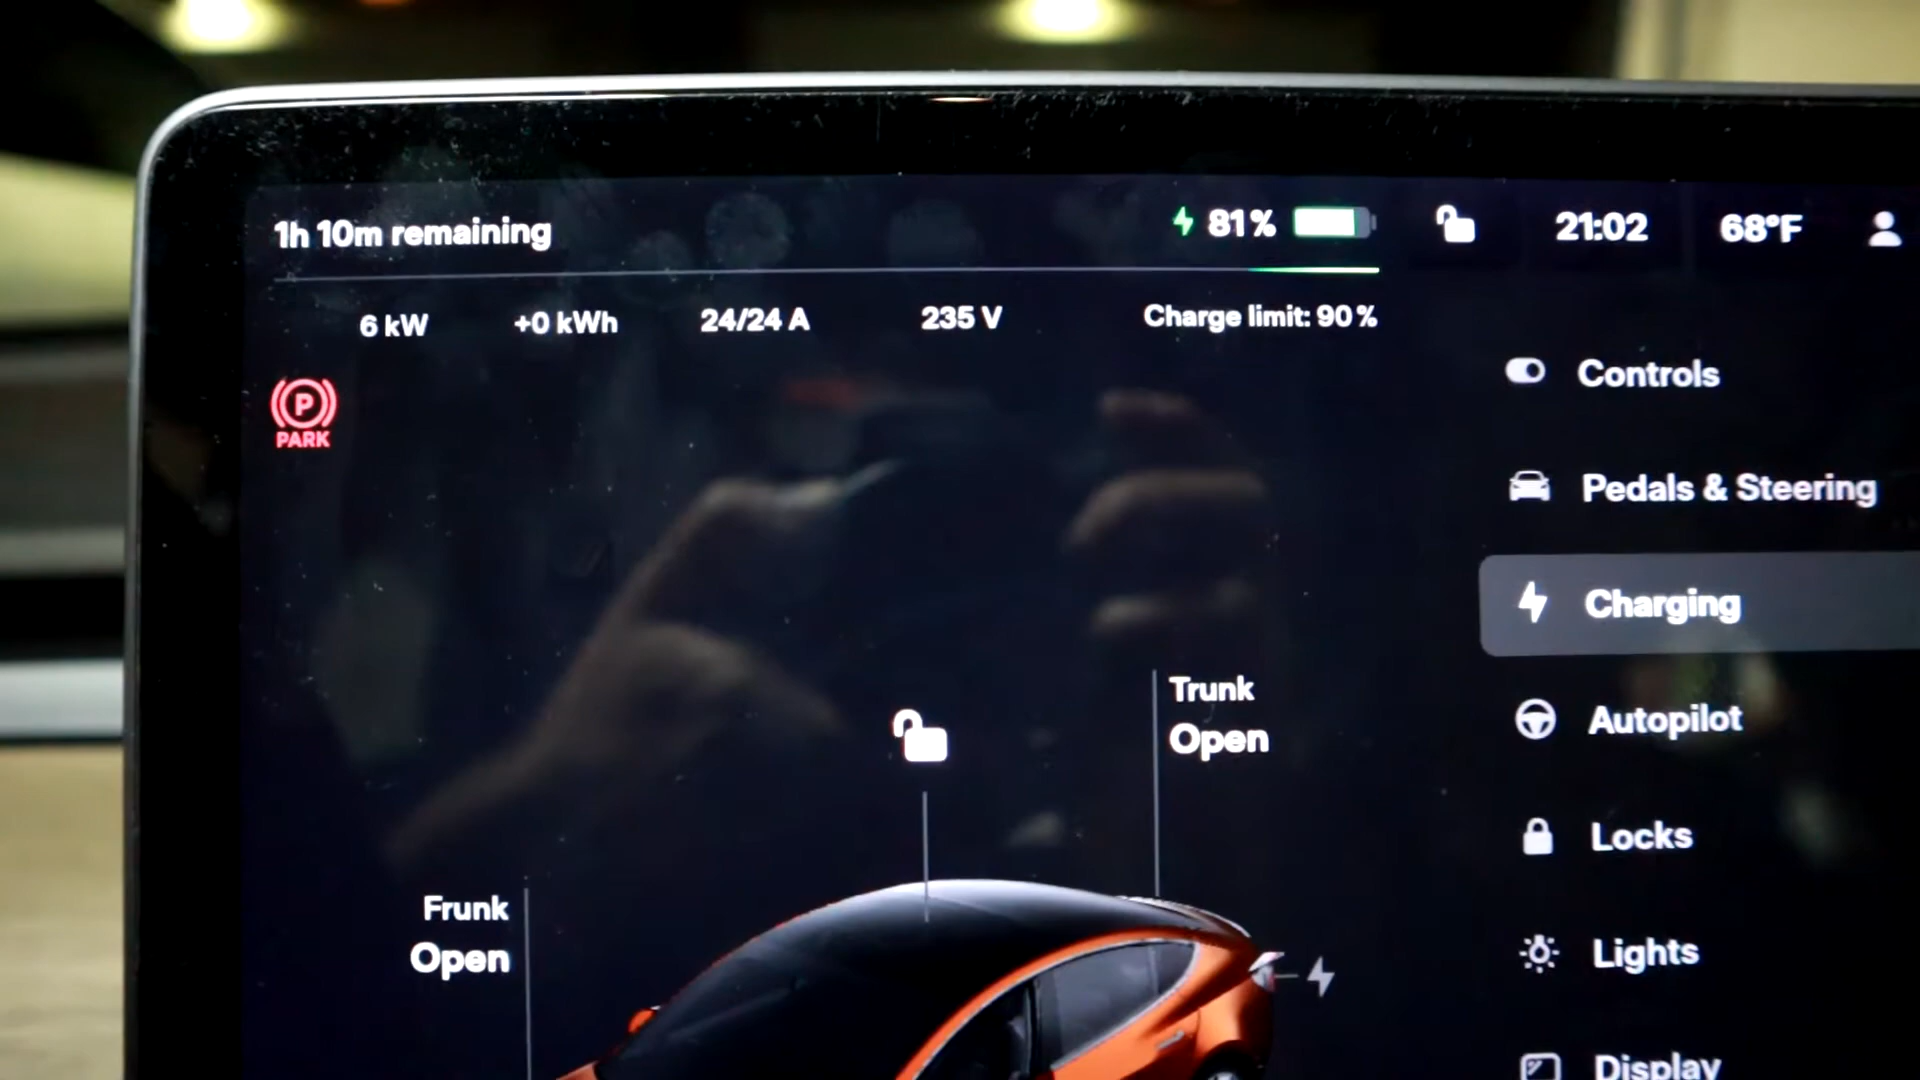 1h 10m remaining
81%
21:02
68°F
6 kW
+0 kWh
24/24 A
235 V
Charge limit: 90%
P
PARK
Controls
Pedals & Steering
Charging
Trunk
Open
Autopilot
Locks
Frunk
Open
Lights
Display